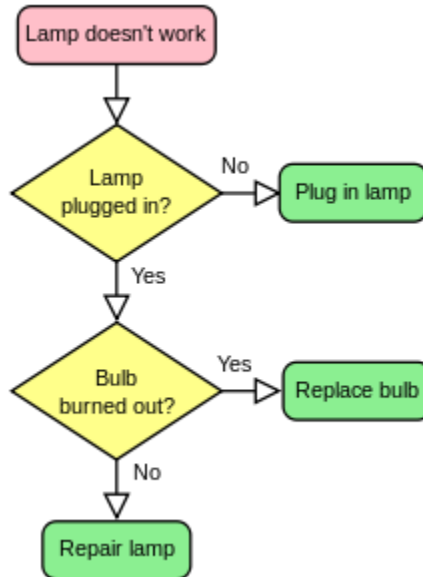 Lamp doesn't work
No
Lamp
plugged in?
Plug in lamp
Yes
Yes
Bulb
burned out?
Replace bulb
No
Repair lamp